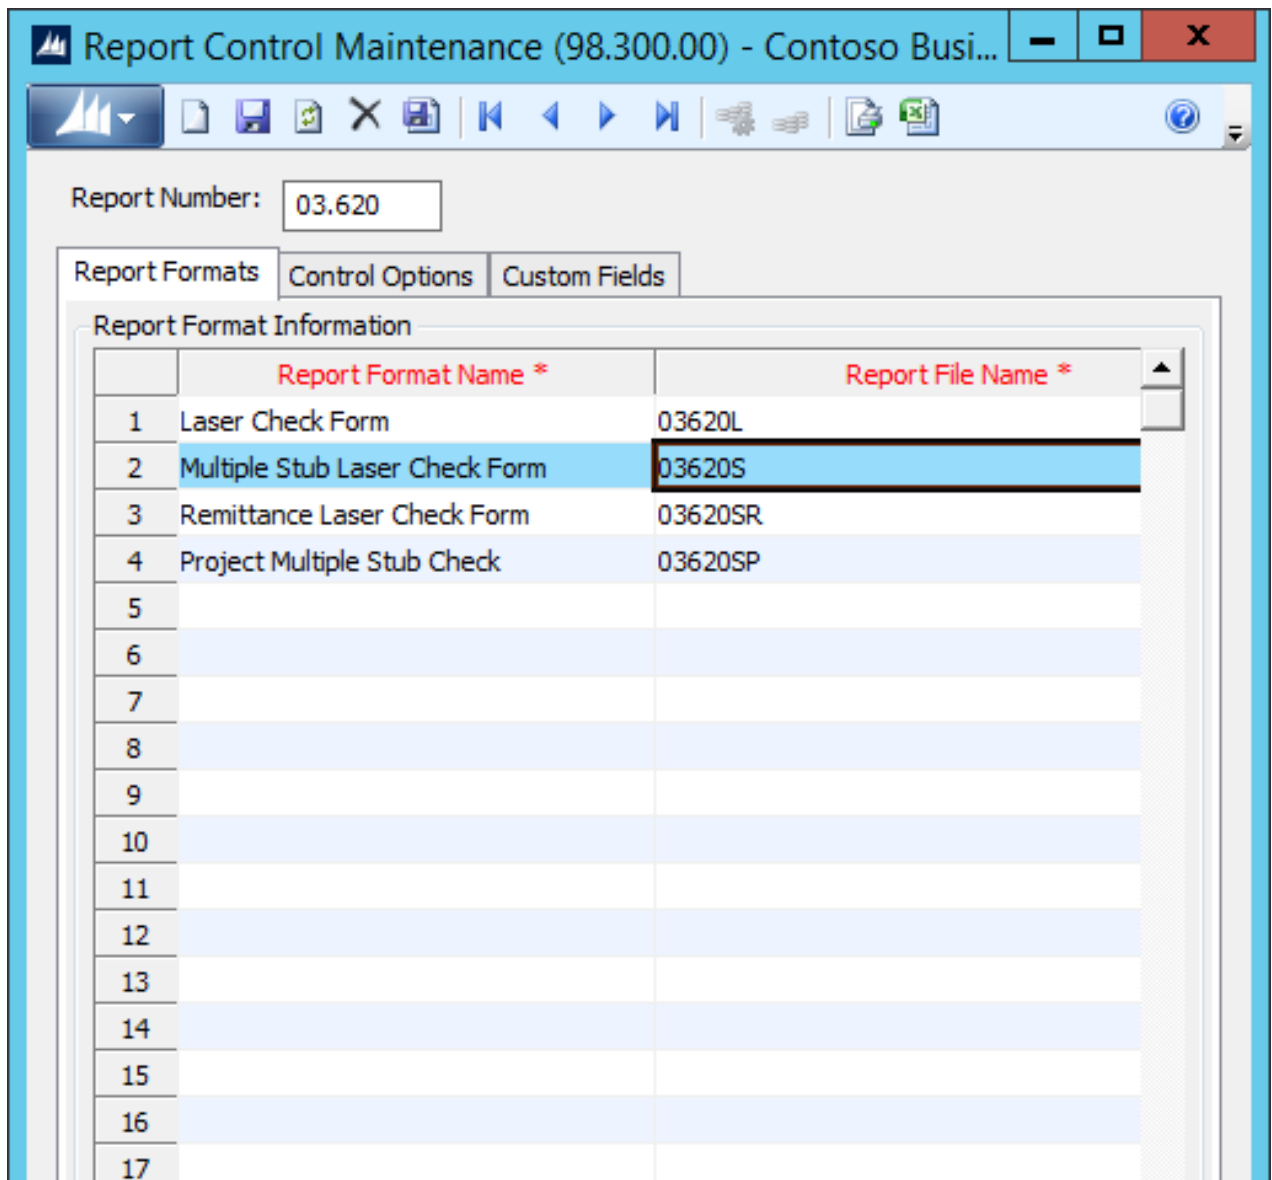 Report Control Maintenance (98.300.00) - Contoso Busi...
Report Number: 03.620
Report Formats Control Options Custom Fields
Report Format Information
Report Format Name * Report File Name *
1 Laser Check Form 03620L
2 Multiple Stub Laser Check Form 03620S
3 Remittance Laser Check Form 03620SR
4 Project Multiple Stub Check 03620SP
5
6
7
8
9
10
11
12
13
14
15
16
17